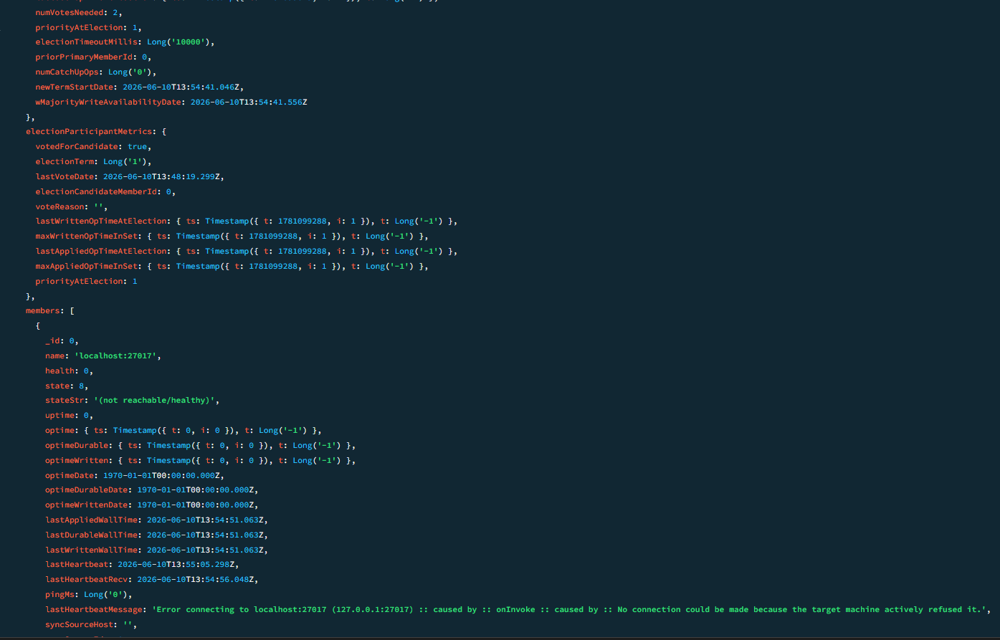 numVotesNeeded: 2,
priorityAtElection: 1,
electionTimeoutMillis: Long('10000'),
priorPrimaryMemberId: 0,
numCatchUpOps: Long('0'),
newTermStartDate: 2026-06-10T13:54:41.046Z,
wMajorityWriteAvailabilityDate: 2026-06-10T13:54:41.556Z
},
electionParticipantMetrics: {
votedForCandidate: true,
electionTerm: Long('1'),
lastVoteDate: 2026-06-10T13:48:19.299Z,
electionCandidateMemberId: 0,
voteReason: '',
lastWrittenOpTimeAtElection: { ts: Timestamp({ t: 1781099288, i: 1 }), t: Long('-1') },
maxWrittenOpTimeInSet: { ts: Timestamp({ t: 1781099288, i: 1 }), t: Long('-1') },
lastAppliedOpTimeAtElection: { ts: Timestamp({ t: 1781099288, i: 1 }), t: Long('-1') },
maxAppliedOpTimeInSet: { ts: Timestamp({ t: 1781099288, i: 1 }), t: Long('-1') },
priorityAtElection: 1
},
members: [
{
_id: 0,
name: 'localhost:27017',
health: 0,
state: 8,
stateStr: '(not reachable/healthy)',
uptime: 0,
optime: { ts: Timestamp({ t: 0, i: 0 }), t: Long('-1') },
optimeDurable: { ts: Timestamp({ t: 0, i: 0 }), t: Long('-1') },
optimeWritten: { ts: Timestamp({ t: 0, i: 0 }), t: Long('-1') },
optimeDate: 1970-01-01T00:00:00.000Z,
optimeDurableDate: 1970-01-01T00:00:00.000Z,
optimeWrittenDate: 1970-01-01T00:00:00.000Z,
lastAppliedWallTime: 2026-06-10T13:54:51.063Z,
lastDurableWallTime: 2026-06-10T13:54:51.063Z,
lastWrittenWallTime: 2026-06-10T13:54:51.063Z,
lastHeartbeat: 2026-06-10T13:55:05.298Z,
lastHeartbeatRecv: 2026-06-10T13:54:56.048Z,
pingMs: Long('0'),
lastHeartbeatMessage: 'Error connecting to localhost:27017 (127.0.0.1:27017) :: caused by :: onInvoke :: caused by :: No connection could be made because the target machine actively refused it.',
syncSourceHost: '',